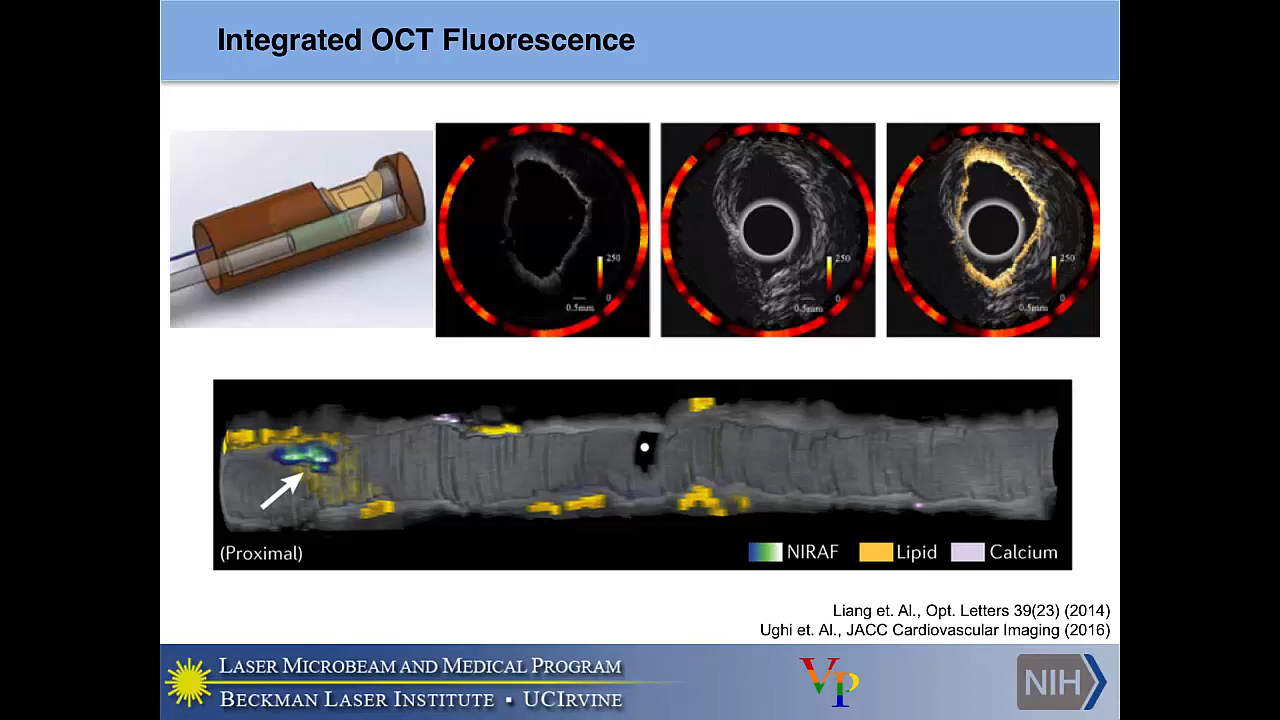 Integrated OCT Fluorescence
250
0
0.5mm
250
0
0.5mm
250
0
0.5mm
(Proximal)
NIRAF
Lipid
Calcium
Liang et. Al., Opt. Letters 39(23) (2014)
Ughi et. Al., JACC Cardiovascular Imaging (2016)
LASER MICROBEAM AND MEDICAL PROGRAM
BECKMAN LASER INSTITUTE ▪ UCIRVINE
VP
NIH